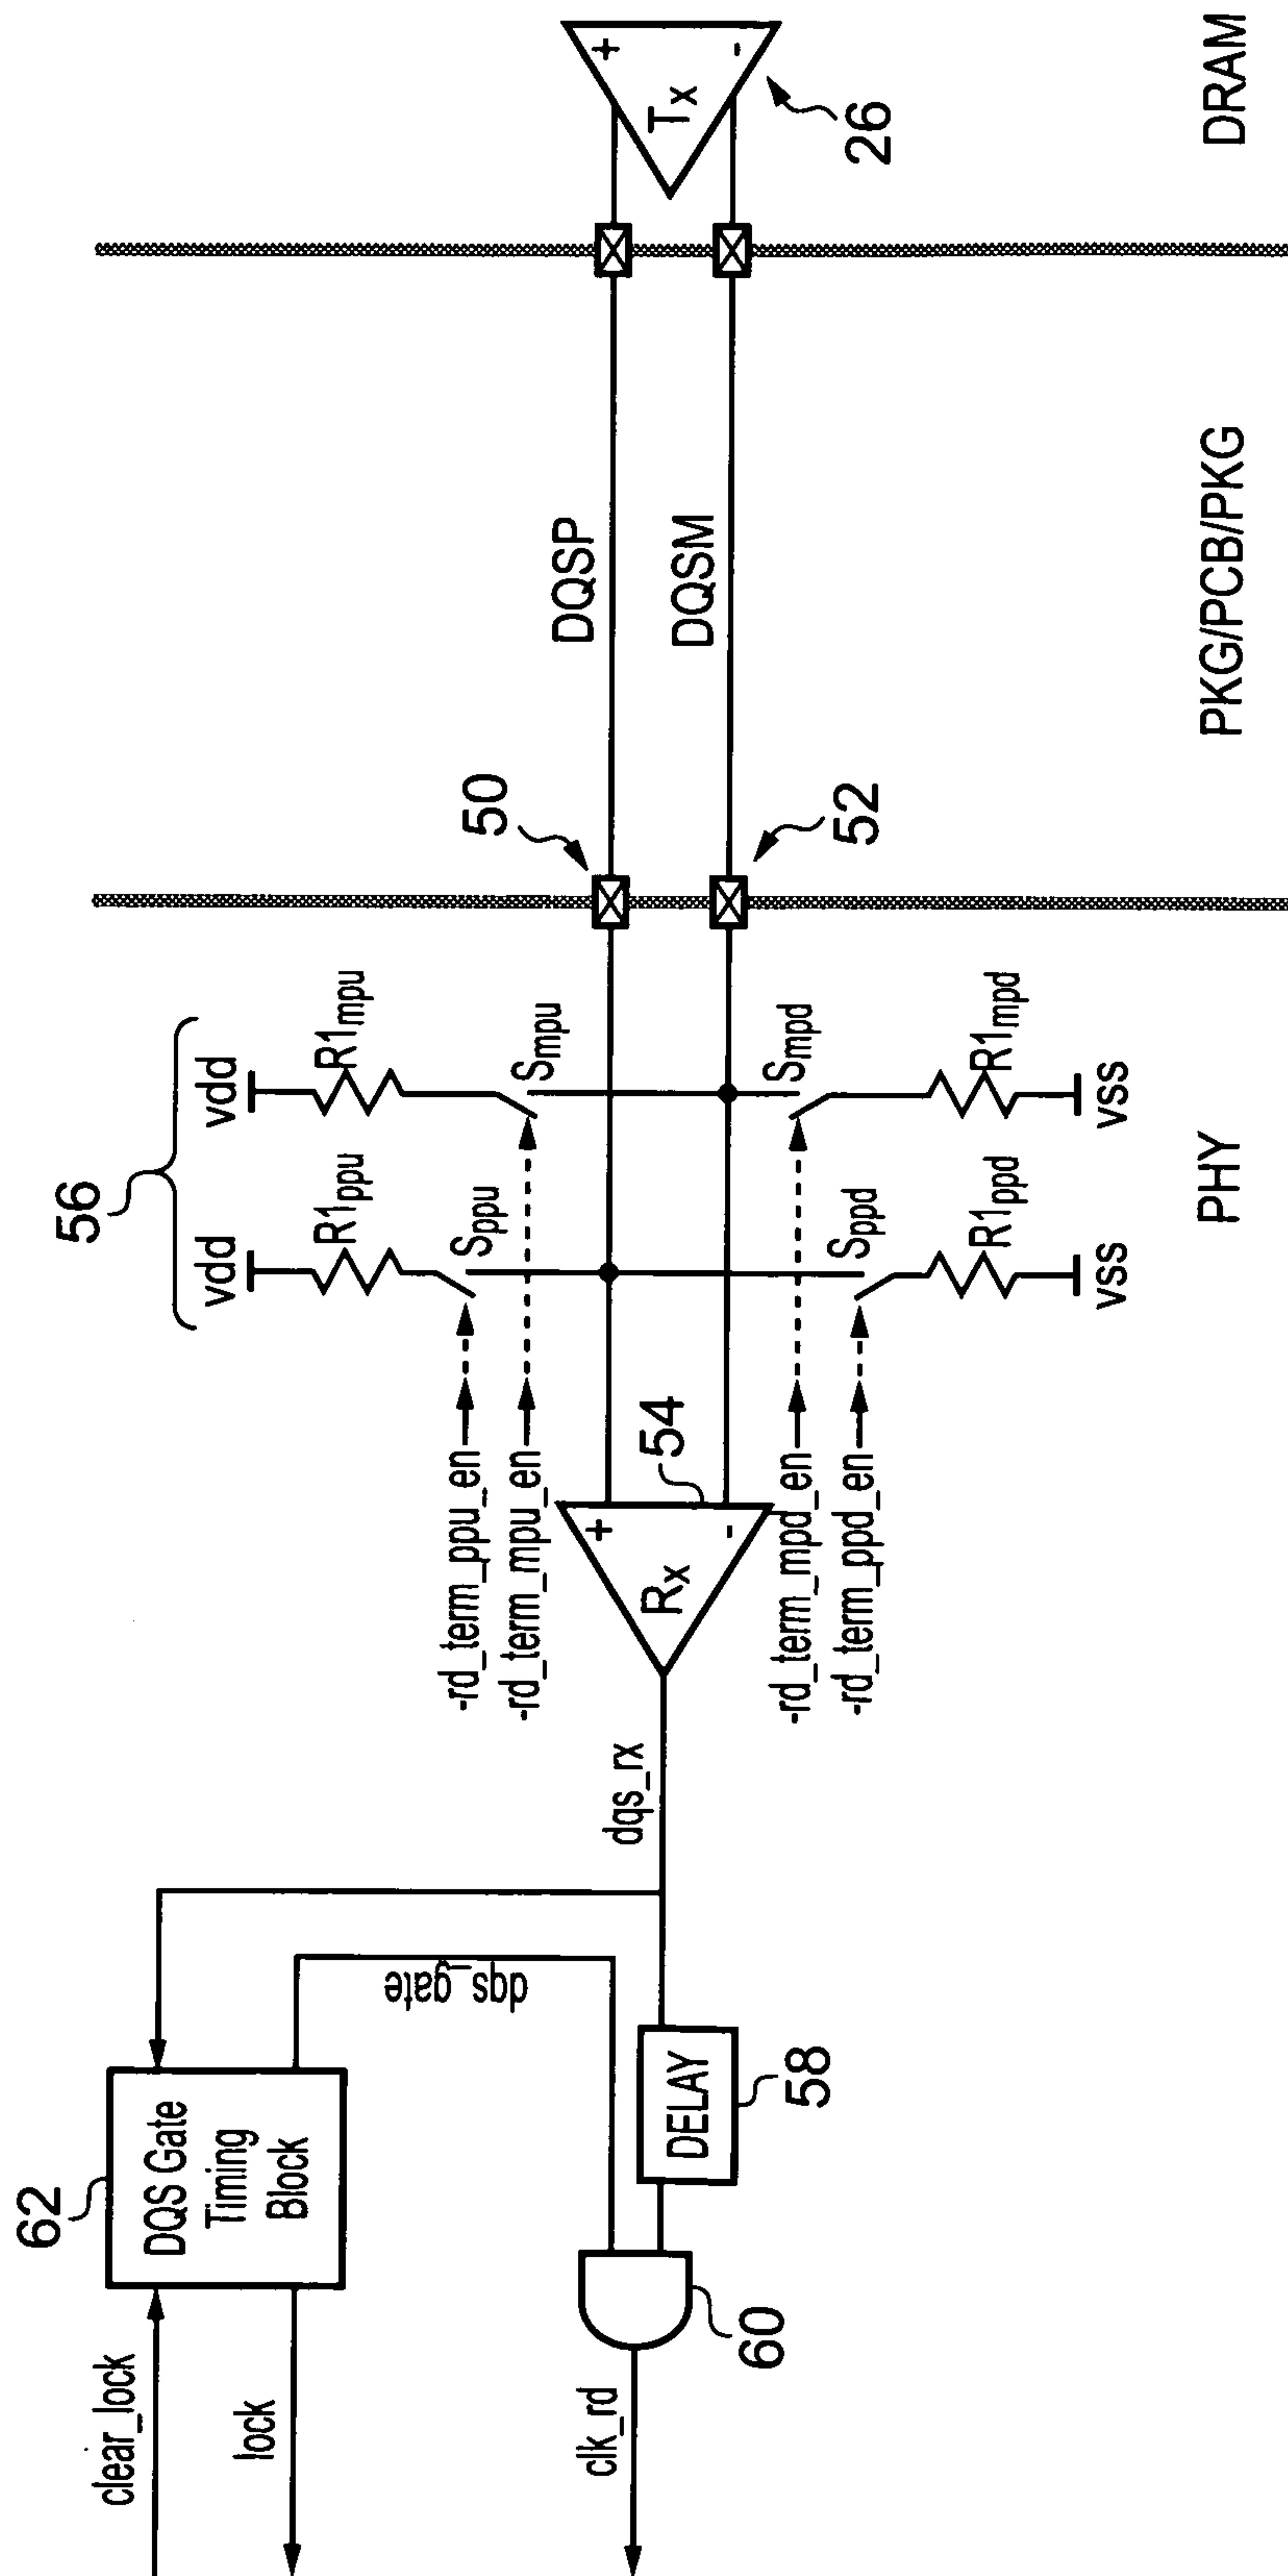 clear_lock
lock
62
DQS Gate
Timing
Block
dqs_gate
clk_rd
60
DELAY
58
dqs_rx
Rx
+
-
54
-rd_term_ppu_en
-rd_term_mpu_en
-rd_term_mpd_en
-rd_term_ppd_en
56
vdd
vdd
R1ppu
R1mpu
Sppu
Smpu
Smpd
Sppd
R1mpd
R1ppd
vss
vss
PHY
50
52
DQSP
DQSM
PKG/PCB/PKG
Tx
+
-
26
DRAM